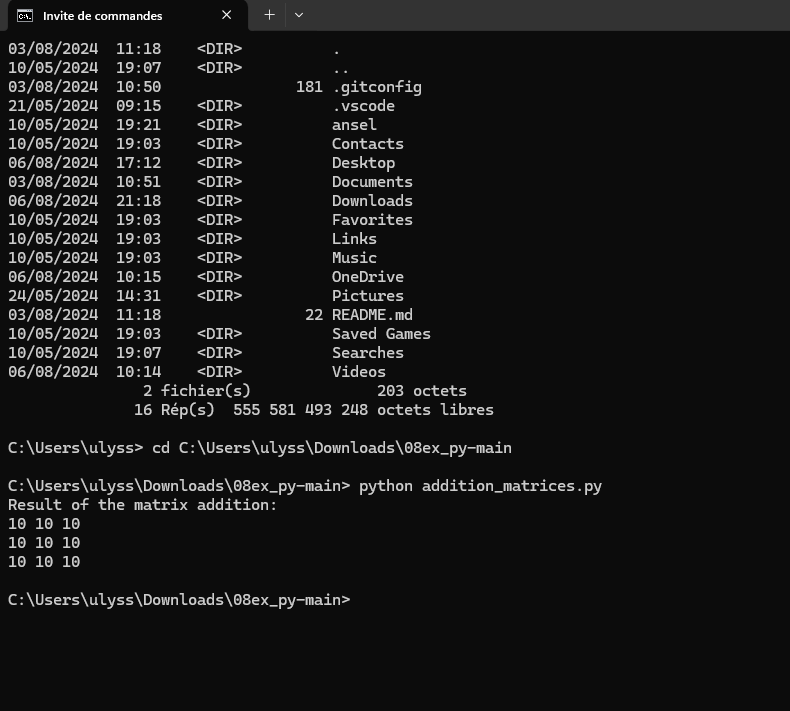 Invite de commandes
03/08/2024  11:18    <DIR>          .
10/05/2024  19:07    <DIR>          ..
03/08/2024  10:50               181 .gitconfig
21/05/2024  09:15    <DIR>          .vscode
10/05/2024  19:21    <DIR>          ansel
10/05/2024  19:03    <DIR>          Contacts
06/08/2024  17:12    <DIR>          Desktop
03/08/2024  10:51    <DIR>          Documents
06/08/2024  21:18    <DIR>          Downloads
10/05/2024  19:03    <DIR>          Favorites
10/05/2024  19:03    <DIR>          Links
10/05/2024  19:03    <DIR>          Music
06/08/2024  10:15    <DIR>          OneDrive
24/05/2024  14:31    <DIR>          Pictures
03/08/2024  11:18                22 README.md
10/05/2024  19:03    <DIR>          Saved Games
10/05/2024  19:07    <DIR>          Searches
06/08/2024  10:14    <DIR>          Videos
               2 fichier(s)              203 octets
              16 Rép(s)  555 581 493 248 octets libres
C:\Users\ulyss> cd C:\Users\ulyss\Downloads\08ex_py-main
C:\Users\ulyss\Downloads\08ex_py-main> python addition_matrices.py
Result of the matrix addition:
10 10 10
10 10 10
10 10 10
C:\Users\ulyss\Downloads\08ex_py-main>